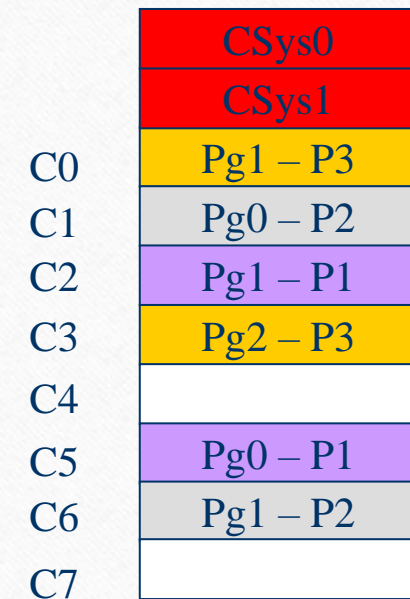 CSys0
CSys1
C0 Pg1 – P3
C1 Pg0 – P2
C2 Pg1 – P1
C3 Pg2 – P3
C4
C5 Pg0 – P1
C6 Pg1 – P2
C7